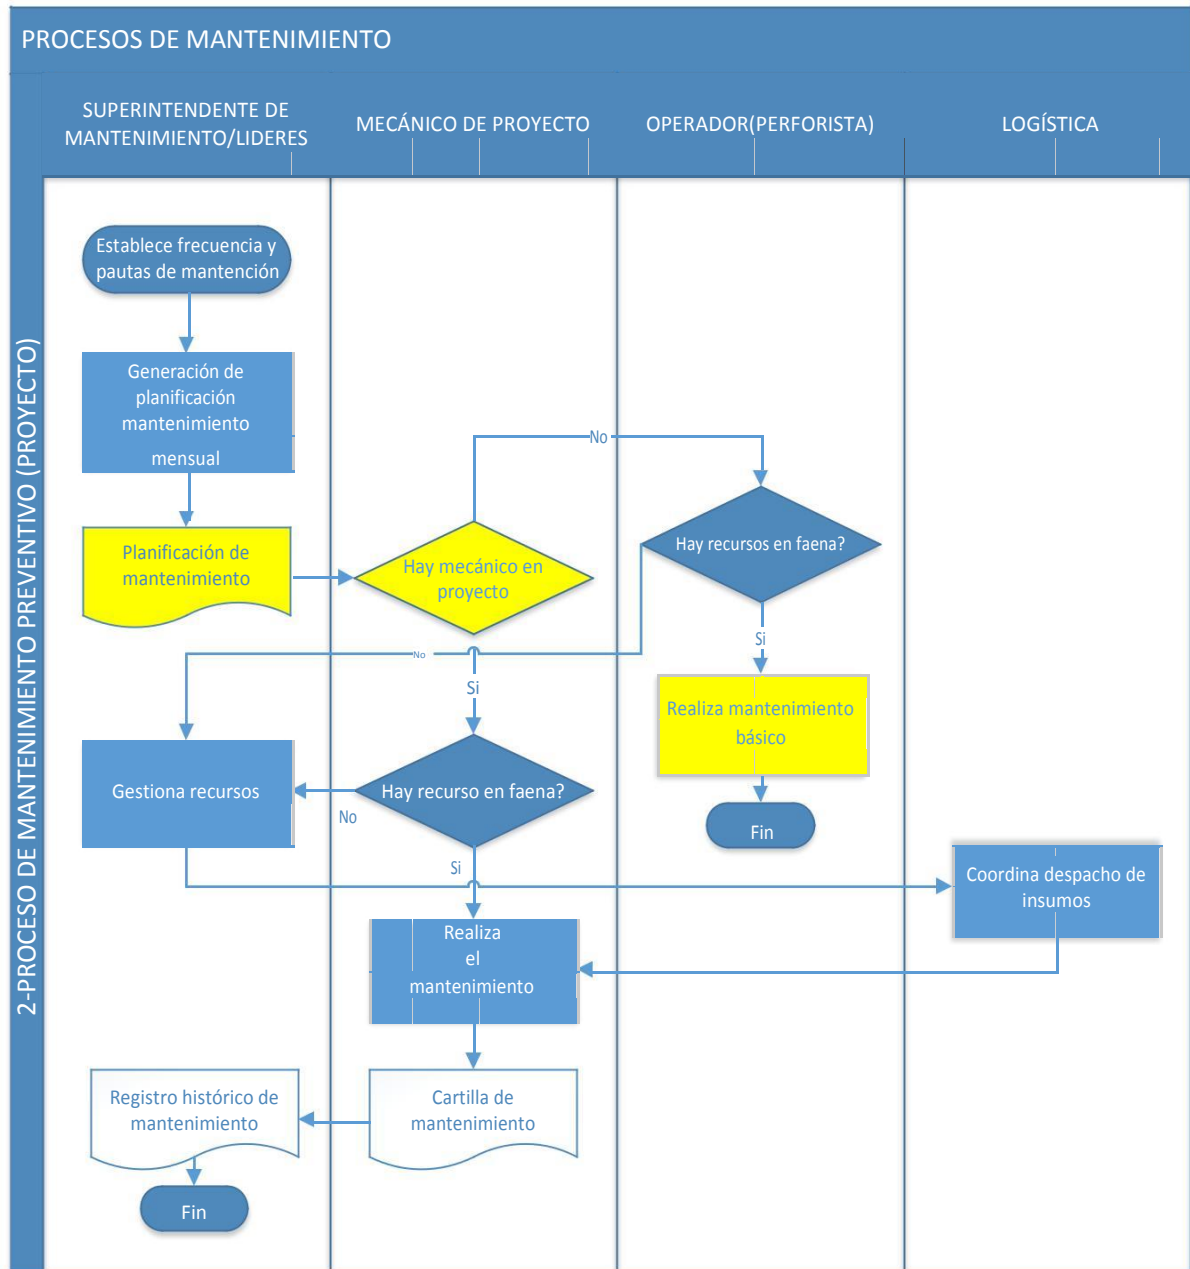 PROCESOS DE MANTENIMIENTO
2-PROCESO DE MANTENIMIENTO PREVENTIVO (PROYECTO)
SUPERINTENDENTE DE
MANTENIMIENTO/LIDERES
MECÁNICO DE PROYECTO
OPERADOR(PERFORISTA)
LOGÍSTICA
Establece frecuencia y
pautas de mantención
Generación de
planificación
mantenimiento
mensual
Planificación de
mantenimiento
Hay mecánico en
proyecto
No
Hay recursos en faena?
Si
Realiza mantenimiento
básico
Fin
No
Si
Gestiona recursos
Hay recurso en faena?
No
Si
Coordina despacho de
insumos
Realiza
el
mantenimiento
Cartilla de
mantenimiento
Registro histórico de
mantenimiento
Fin